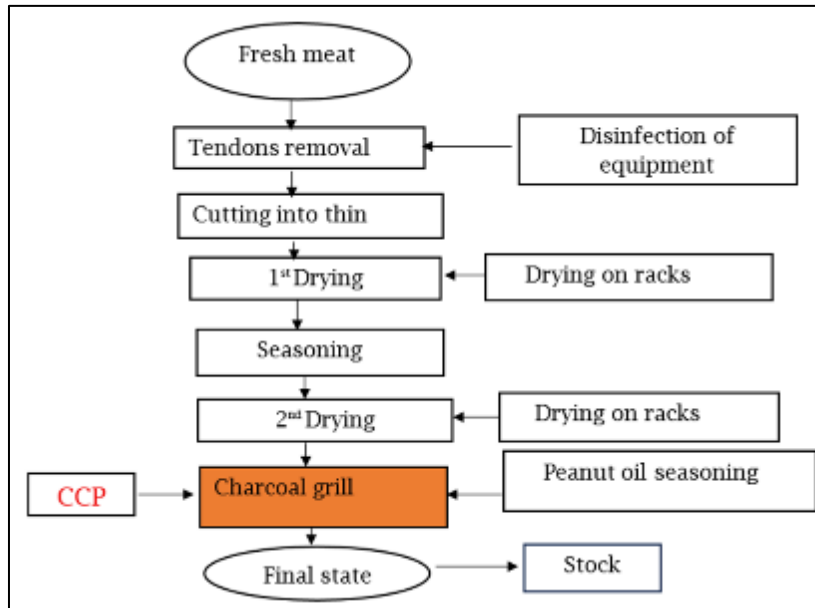 Fresh meat
Tendons removal
Disinfection of
equipment
Cutting into thin
1st Drying
Drying on racks
Seasoning
2nd Drying
Drying on racks
CCP
Charcoal grill
Peanut oil seasoning
Final state
Stock